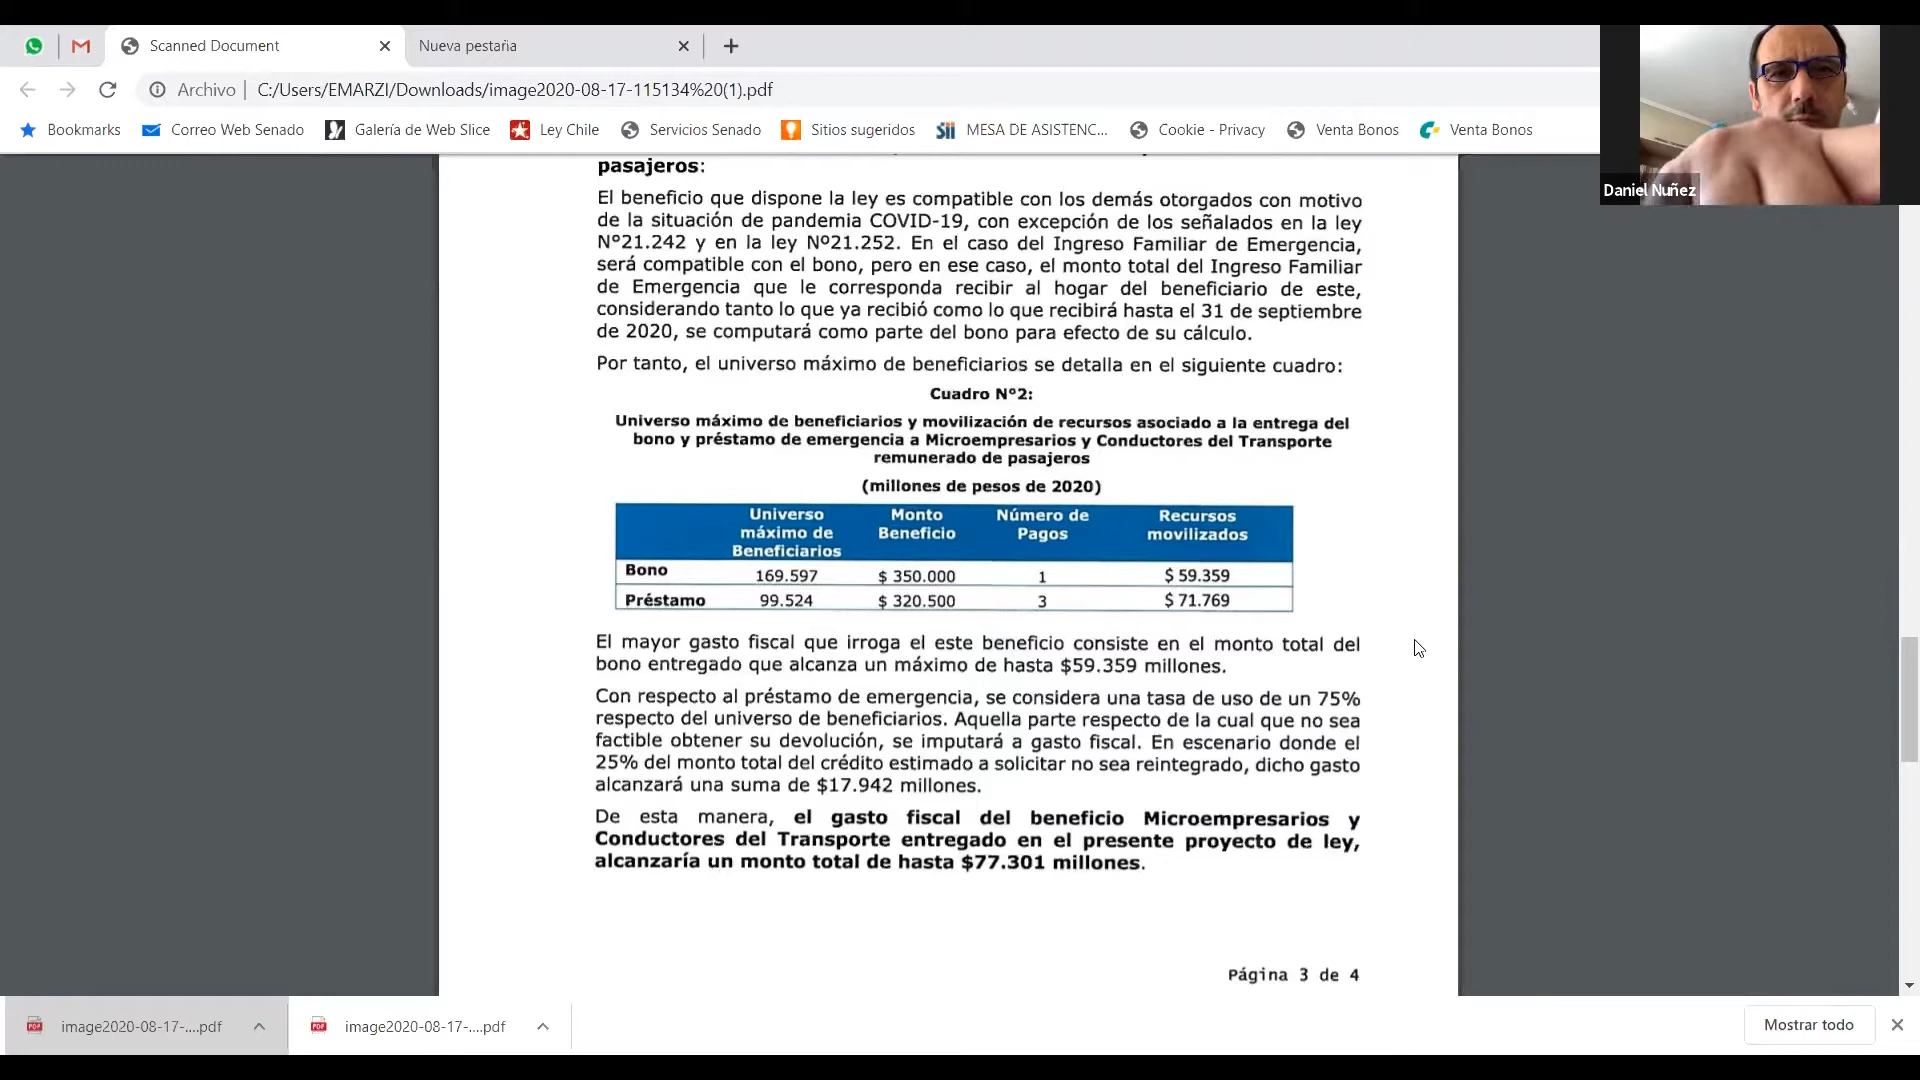 Scanned Document
Nueva pestaña
Archivo
C:/Users/EMARZI/Downloads/image2020-08-17-115134%20(1).pdf
Bookmarks
Correo Web Senado
Galería de Web Slice
Ley Chile
Servicios Senado
Sitios sugeridos
MESA DE ASISTENC...
Cookie - Privacy
Venta Bonos
Venta Bonos
Daniel Nuñez
pasajeros:
El beneficio que dispone la ley es compatible con los demás otorgados con motivo
de la situación de pandemia COVID-19, con excepción de los señalados en la ley
N°21.242 y en la ley Nº21.252. En el caso del Ingreso Familiar de Emergencia,
será compatible con el bono, pero en ese caso, el monto total del Ingreso Familiar
de Emergencia que le corresponda recibir al hogar del beneficiario de este,
considerando tanto lo que ya recibió como lo que recibirá hasta el 31 de septiembre
de 2020, se computará como parte del bono para efecto de su cálculo.
Por tanto, el universo máximo de beneficiarios se detalla en el siguiente cuadro:
Cuadro N°2:
Universo máximo de beneficiarios y movilización de recursos asociado a la entrega del
bono y préstamo de emergencia a Microempresarios y Conductores del Transporte
remunerado de pasajeros
(millones de pesos de 2020)
Universo máximo de Beneficiarios
Monto Beneficio
Número de Pagos
Recursos movilizados
Bono 169.597 $ 350.000 1 $ 59.359
Préstamo 99.524 $ 320.500 3 $ 71.769
El mayor gasto fiscal que irroga el este beneficio consiste en el monto total del
bono entregado que alcanza un máximo de hasta $59.359 millones.
Con respecto al préstamo de emergencia, se considera una tasa de uso de un 75%
respecto del universo de beneficiarios. Aquella parte respecto de la cual que no sea
factible obtener su devolución, se imputará a gasto fiscal. En escenario donde el
25% del monto total del crédito estimado a solicitar no sea reintegrado, dicho gasto
alcanzará una suma de $17.942 millones.
De esta manera, el gasto fiscal del beneficio Microempresarios y
Conductores del Transporte entregado en el presente proyecto de ley,
alcanzaría un monto total de hasta $77.301 millones.
Página 3 de 4
image2020-08-17-....pdf
image2020-08-17-....pdf
Mostrar todo